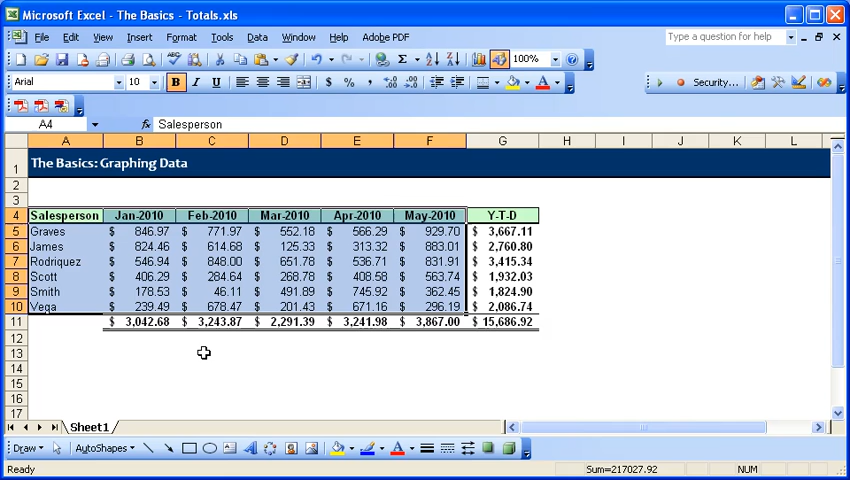 Microsoft Excel - The Basics - Totals.xls
File Edit View Insert Format Tools Data Window Help Adobe PDF Type a question for help
100%
Arial 10 B I U $ % , Security...
A4 fx Salesperson
A B C D E F G H I J K L
1 The Basics: Graphing Data
2
3
4 Salesperson Jan-2010 Feb-2010 Mar-2010 Apr-2010 May-2010 Y-T-D
5 Graves $ 846.97 $ 771.97 $ 552.18 $ 566.29 $ 929.70 $ 3,667.11
6 James $ 824.46 $ 614.68 $ 125.33 $ 313.32 $ 883.01 $ 2,760.80
7 Rodriquez $ 546.94 $ 848.00 $ 651.78 $ 536.71 $ 831.91 $ 3,415.34
8 Scott $ 406.29 $ 284.64 $ 268.78 $ 408.58 $ 563.74 $ 1,932.03
9 Smith $ 178.53 $ 46.11 $ 491.89 $ 745.92 $ 362.45 $ 1,824.90
10 Vega $ 239.49 $ 678.47 $ 201.43 $ 671.16 $ 296.19 $ 2,086.74
11 $ 3,042.68 $ 3,243.87 $ 2,291.39 $ 3,241.98 $ 3,867.00 $ 15,686.92
12
13
14
15
16
17
Sheet1
Draw AutoShapes
Ready Sum=217027.92 NUM